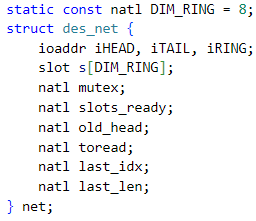 static const natl DIM_RING = 8;
struct des_net {
    ioaddr iHEAD, iTAIL, iRING;
    slot s[DIM_RING];
    natl mutex;
    natl slots_ready;
    natl old_head;
    natl toread;
    natl last_idx;
    natl last_len;
} net;